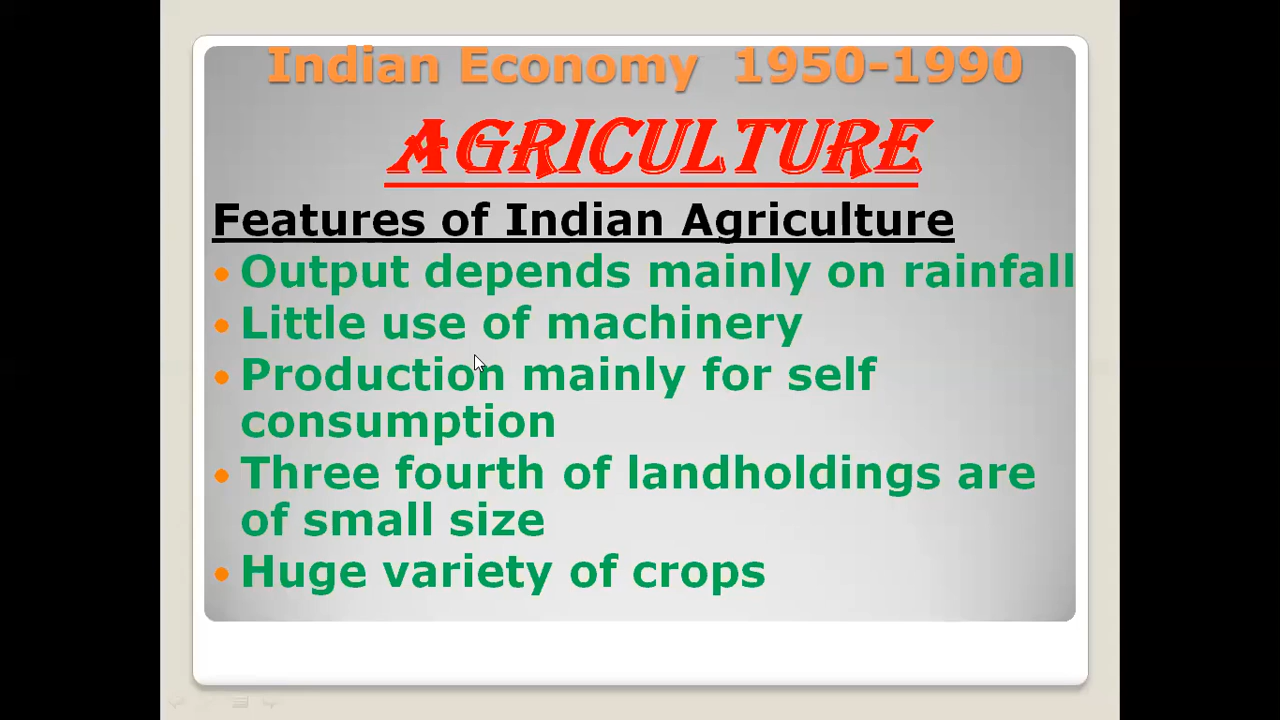 Indian Economy 1950-1990
AGRICULTURE
Features of Indian Agriculture
• Output depends mainly on rainfall
• Little use of machinery
• Production mainly for self
consumption
• Three fourth of landholdings are
of small size
• Huge variety of crops